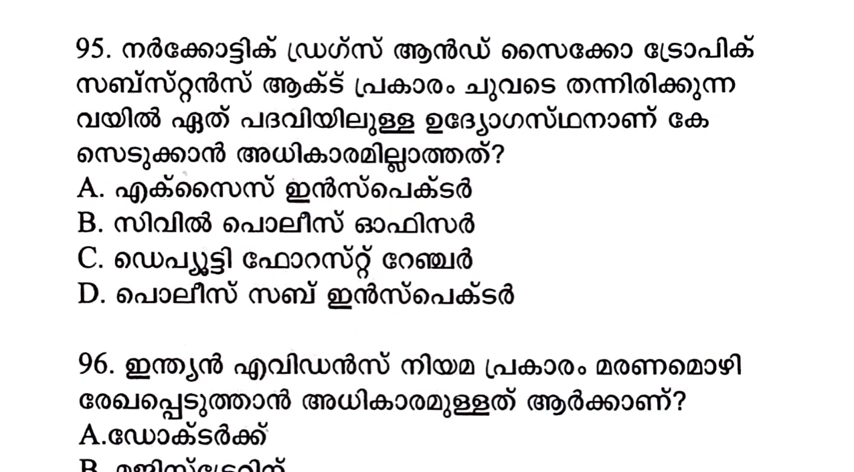 95. നർക്കോട്ടിക് ഡ്രഗ്സ് ആൻഡ് സൈക്കോ ട്രോപിക്
സബ്സ്റ്റൻസ് ആക്ട് പ്രകാരം ചുവടെ തന്നിരിക്കുന്ന
വയിൽ ഏത് പദവിയിലുള്ള ഉദ്യോഗസ്ഥനാണ് കേ
സെടുക്കാൻ അധികാരമില്ലാത്തത്?
A. എക്സൈസ് ഇൻസ്പെക്ടർ
B. സിവിൽ പൊലീസ് ഓഫിസർ
C. ഡെപ്യൂട്ടി ഫോറസ്റ്റ് റേഞ്ചർ
D. പൊലീസ് സബ് ഇൻസ്പെക്ടർ
96. ഇന്ത്യൻ എവിഡൻസ് നിയമ പ്രകാരം മരണമൊഴി
രേഖപ്പെടുത്താൻ അധികാരമുള്ളത് ആർക്കാണ്?
A.ഡോക്ടർക്ക്
B. മജിസ്ട്രേറ്റിന്